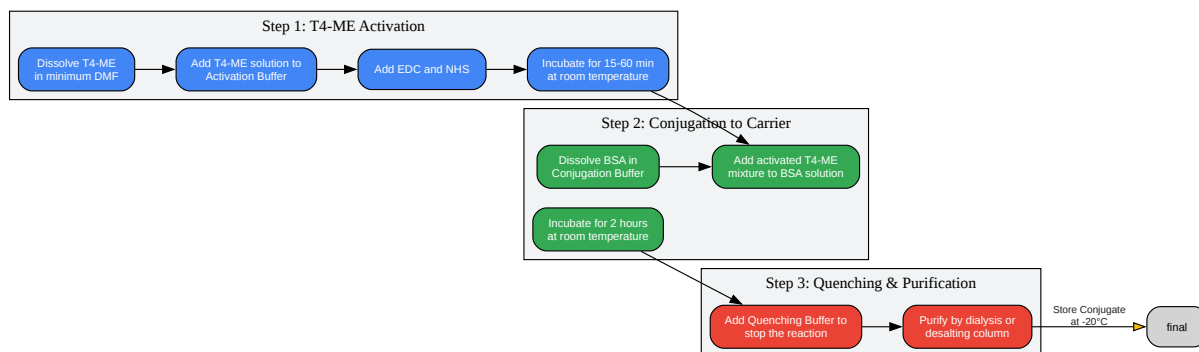 Step 1: T4-ME Activation
Dissolve T4-ME
in minimum DMF
Add T4-ME solution to
Activation Buffer
Add EDC and NHS
Incubate for 15-60 min
at room temperature
Step 2: Conjugation to Carrier
Dissolve BSA in
Conjugation Buffer
Add activated T4-ME
mixture to BSA solution
Incubate for 2 hours
at room temperature
Step 3: Quenching & Purification
Add Quenching Buffer to
stop the reaction
Purify by dialysis or
desalting column
Store Conjugate
at -20°C
final